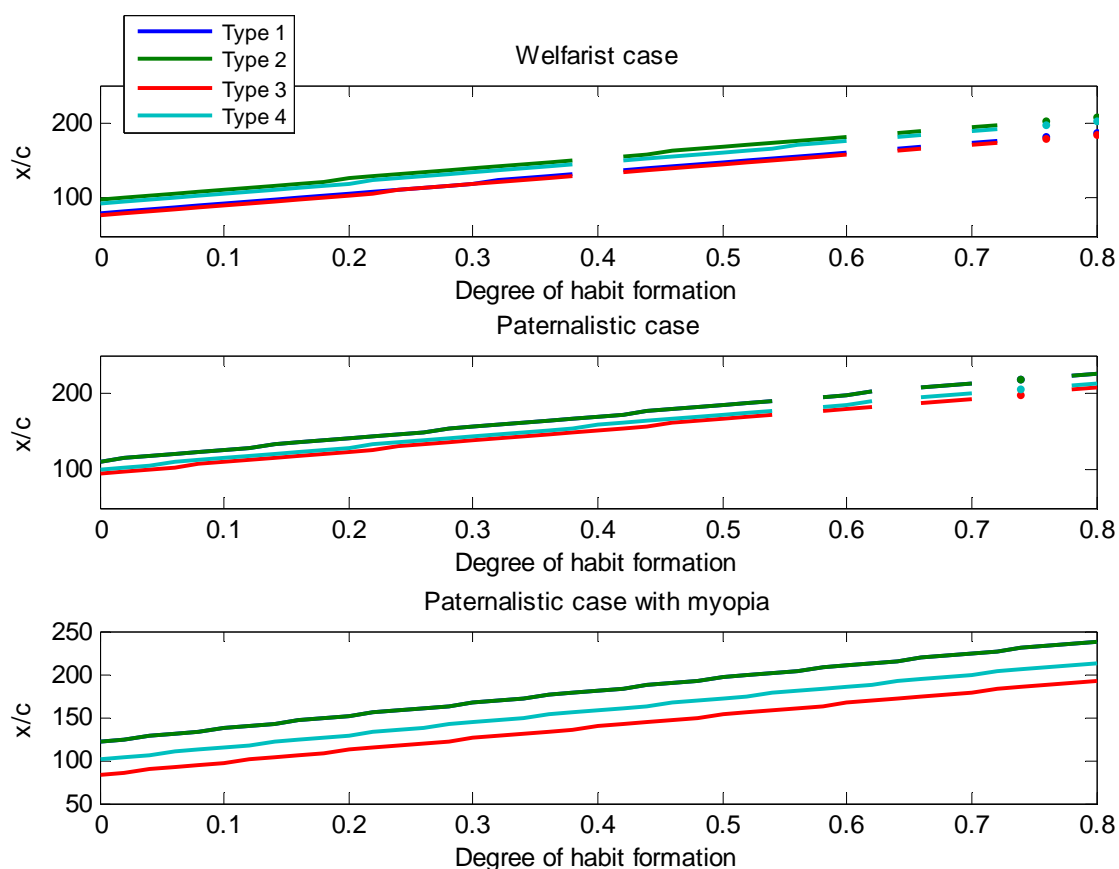 Type 1
Type 2
Type 3
Type 4
Welfarist case
200
100
x/c
0 0.1 0.2 0.3 0.4 0.5 0.6 0.7 0.8
Degree of habit formation
Paternalistic case
200
100
x/c
0 0.1 0.2 0.3 0.4 0.5 0.6 0.7 0.8
Degree of habit formation
Paternalistic case with myopia
250
200
150
100
50
x/c
0 0.1 0.2 0.3 0.4 0.5 0.6 0.7 0.8
Degree of habit formation